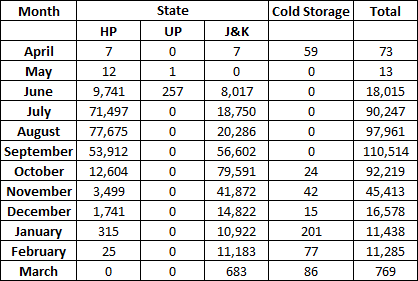 Month State Cold Storage Total
HP UP J&K
April 7 0 7 59 73
May 12 1 0 0 13
June 9,741 257 8,017 0 18,015
July 71,497 0 18,750 0 90,247
August 77,675 0 20,286 0 97,961
September 53,912 0 56,602 0 110,514
October 12,604 0 79,591 24 92,219
November 3,499 0 41,872 42 45,413
December 1,741 0 14,822 15 16,578
January 315 0 10,922 201 11,438
February 25 0 11,183 77 11,285
March 0 0 683 86 769